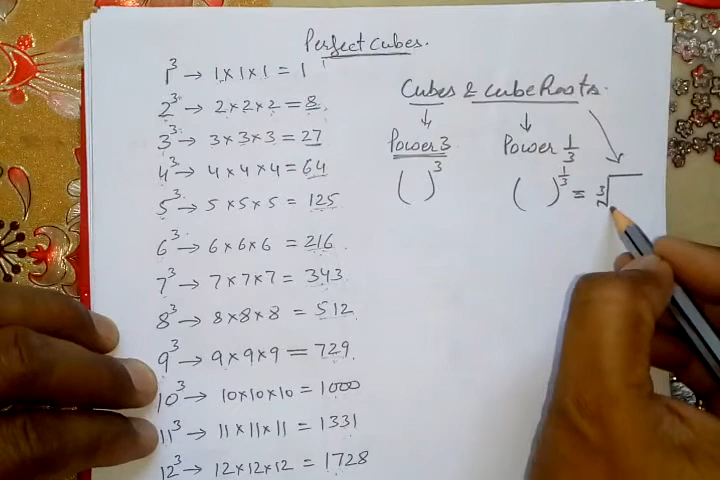 Perfect Cubes.
1³ → 1×1×1 = 1
2³ → 2×2×2 = 8
3³ → 3×3×3 = 27
4³ → 4×4×4 = 64
5³ → 5×5×5 = 125
6³ → 6×6×6 = 216
7³ → 7×7×7 = 343
8³ → 8×8×8 = 512
9³ → 9×9×9 = 729
10³ → 10×10×10 = 1000
11³ → 11×11×11 = 1331
12³ → 12×12×12 = 1728
Cubes & cube Roots.
↓ ↓
Power 3 Power 1/3
( )³ ( )^1/3 = ∛